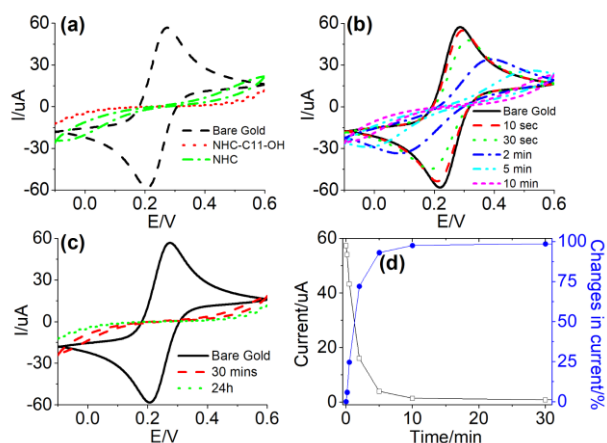 (a)
60
30
0
-30
-60
I/uA
Bare Gold
NHC-C11-OH
NHC
0.0 0.2 0.4 0.6
E/V
(b)
60
30
0
-30
-60
I/uA
Bare Gold
10 sec
30 sec
2 min
5 min
10 min
0.0 0.2 0.4 0.6
E/V
(c)
60
30
0
-30
-60
I/uA
Bare Gold
30 mins
24h
0.0 0.2 0.4 0.6
E/V
(d)
60
40
20
0
Current/uA
100
75
50
25
0
Changes in current/%
0 10 20 30
Time/min